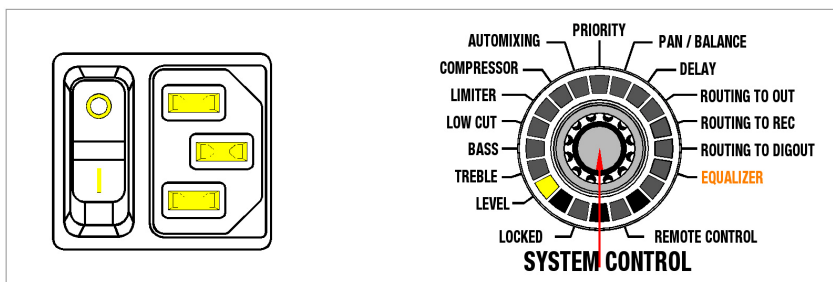 PRIORITY
AUTOMIXING
PAN / BALANCE
COMPRESSOR
DELAY
LIMITER
ROUTING TO OUT
LOW CUT
ROUTING TO REC
BASS
ROUTING TO DIGOUT
TREBLE
EQUALIZER
LEVEL
LOCKED
REMOTE CONTROL
SYSTEM CONTROL